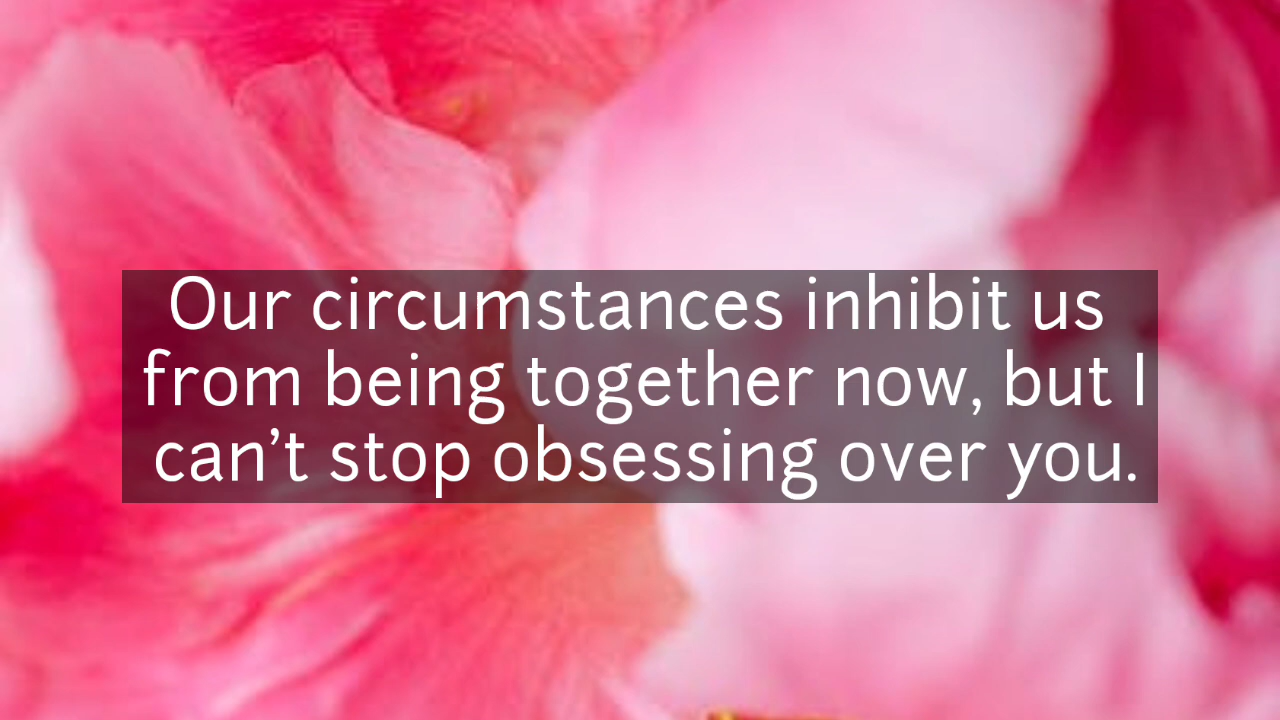 Our circumstances inhibit us
from being together now, but I
can’t stop obsessing over you.